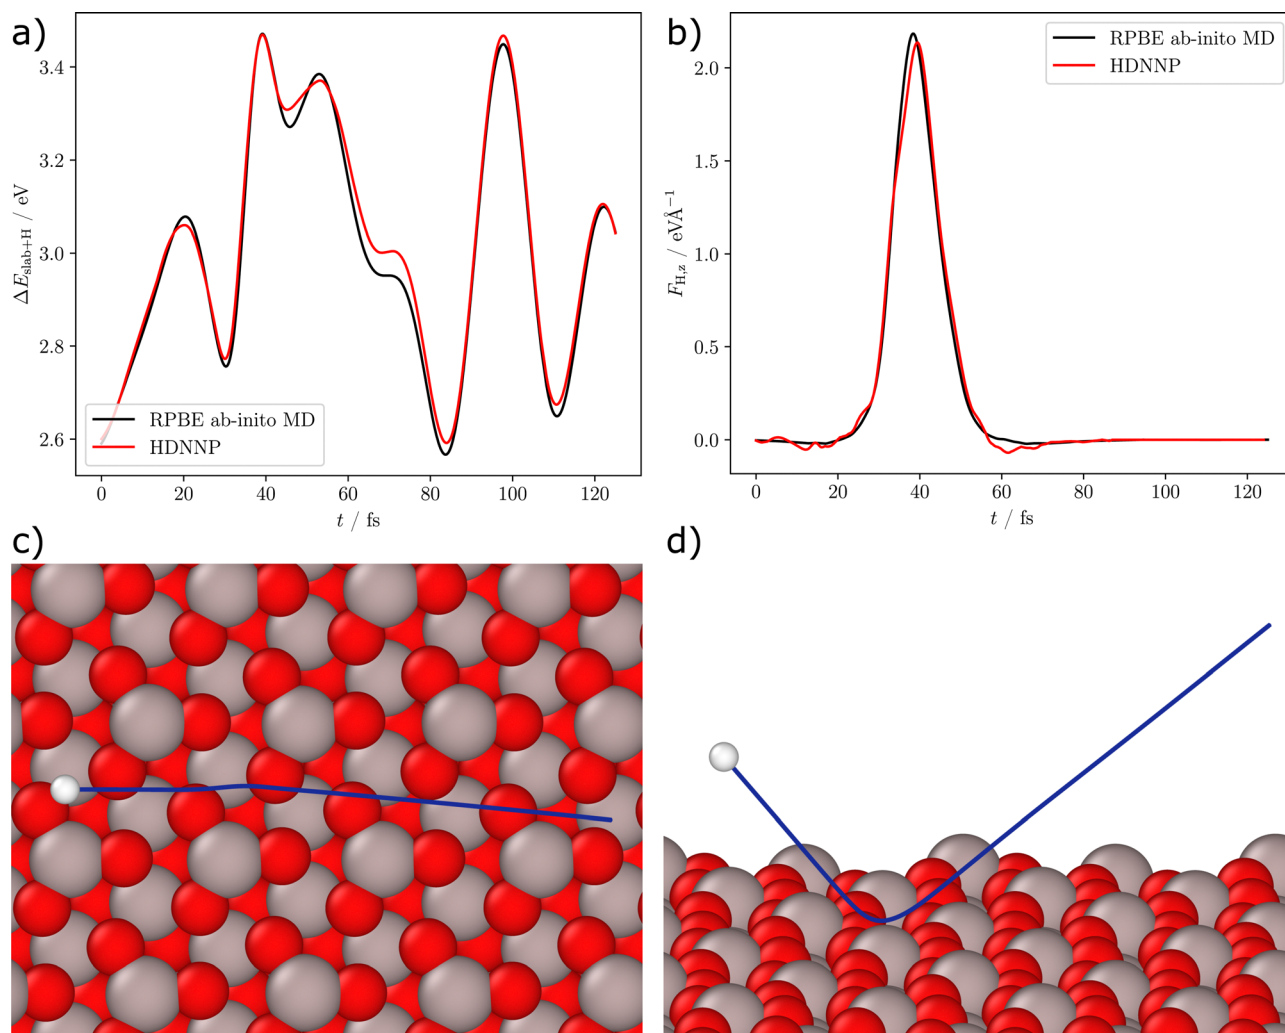 a)
3.4
3.2
3.0
2.8
2.6
ΔE_slab+H / eV
RPBE ab-inito MD
HDNNP
0 20 40 60 80 100 120
t / fs
b)
2.0
1.5
1.0
0.5
0.0
F_H,z / eVÅ⁻¹
RPBE ab-inito MD
HDNNP
0 20 40 60 80 100 120
t / fs
c)
d)